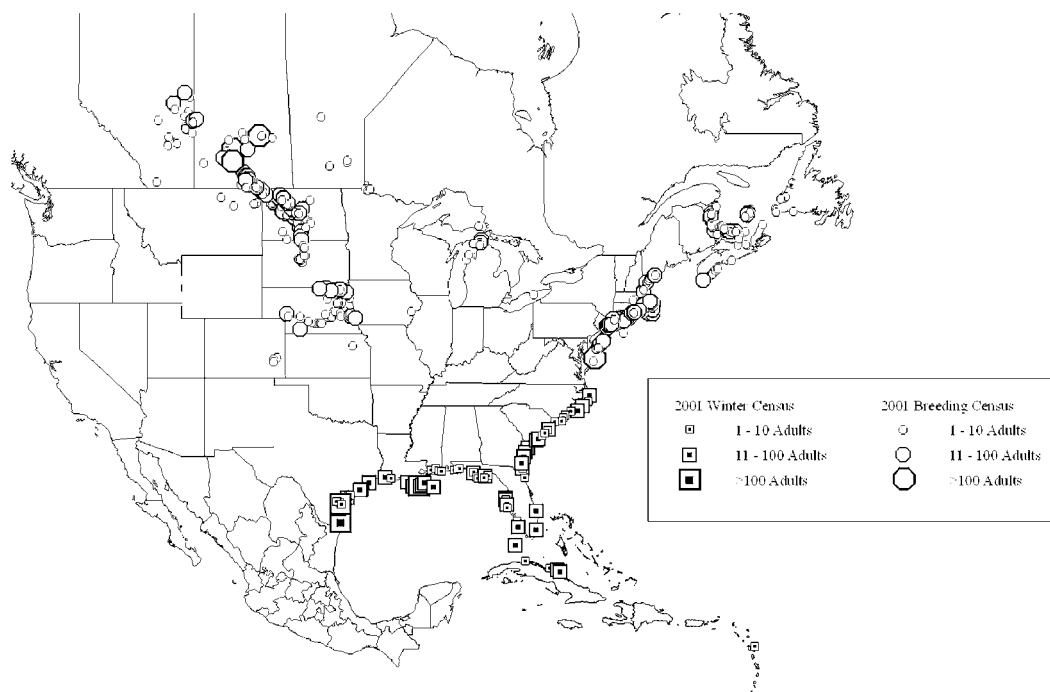 2001 Winter Census
1 - 10 Adults
11 - 100 Adults
>100 Adults
2001 Breeding Census
1 - 10 Adults
11 - 100 Adults
>100 Adults